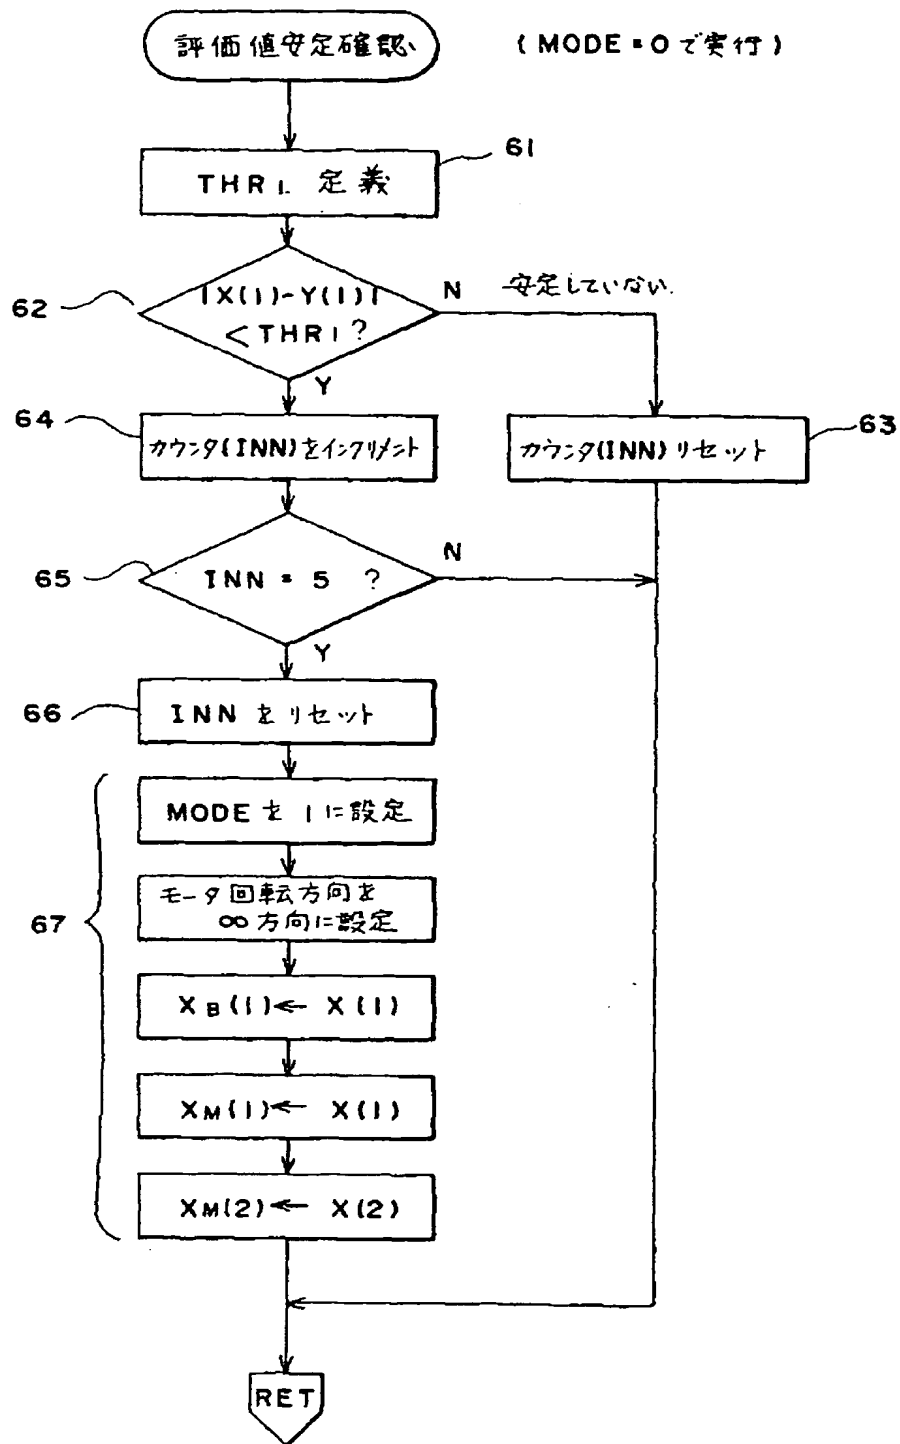 評価値安定確認 (MODE=0で実行)
61
THR1 定義
62
|X(1)-Y(1)|
<THR1?
N 安定していない
Y
64
カウンタ(INN)をインクリメント
カウンタ(INN)リセット
63
65
INN = 5 ?
N
Y
66
INNをリセット
MODEを1に設定
モータ回転方向を
∞方向に設定
67
XB(1)← X(1)
XM(1)← X(1)
XM(2)← X(2)
RET